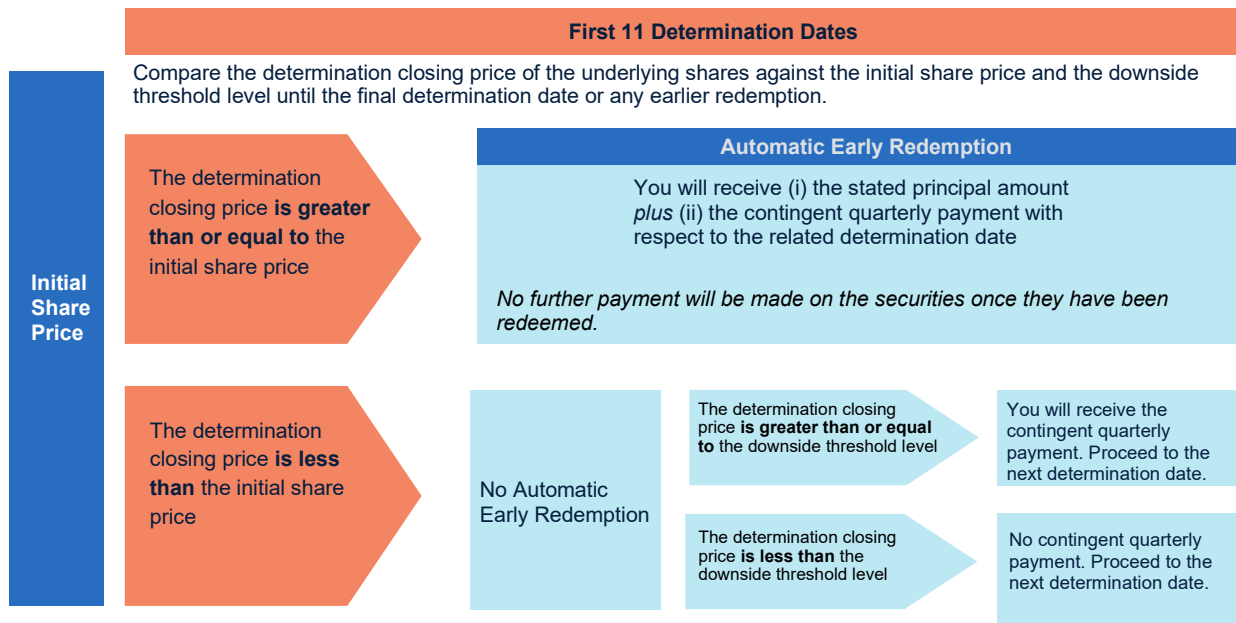 First 11 Determination Dates
Compare the determination closing price of the underlying shares against the initial share price and the downside
threshold level until the final determination date or any earlier redemption.
Initial
Share
Price
The determination
closing price is greater
than or equal to the
initial share price
Automatic Early Redemption
You will receive (i) the stated principal amount
plus (ii) the contingent quarterly payment with
respect to the related determination date
No further payment will be made on the securities once they have been
redeemed.
The determination
closing price is less
than the initial share
price
No Automatic
Early Redemption
The determination closing
price is greater than or equal
to the downside threshold level
You will receive the
contingent quarterly
payment. Proceed to the
next determination date.
The determination closing
price is less than the
downside threshold level
No contingent quarterly
payment. Proceed to the
next determination date.